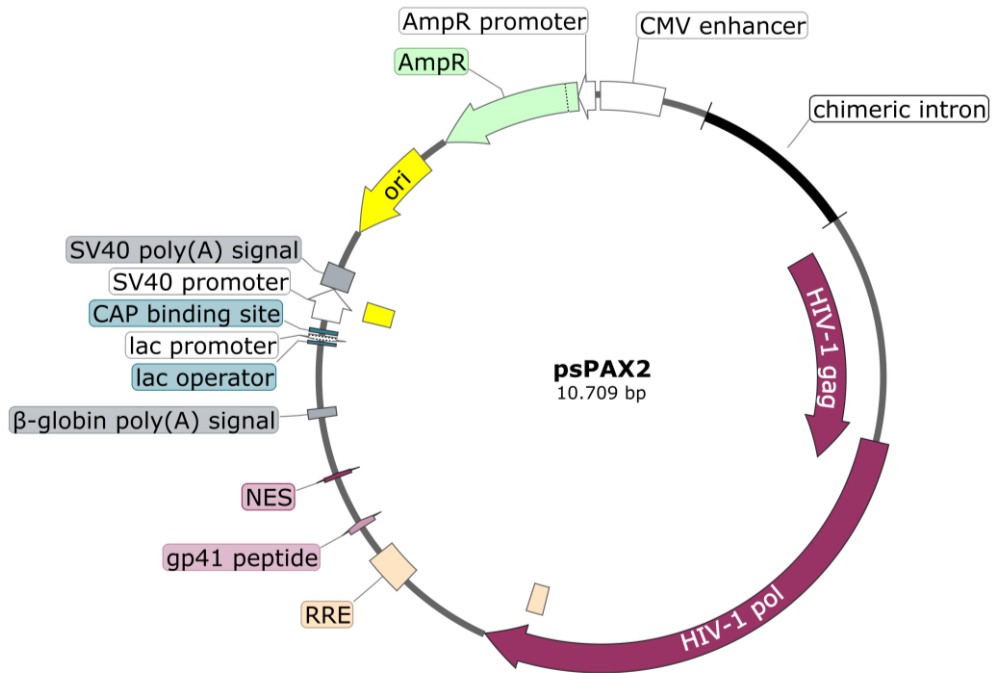 AmpR promoter
CMV enhancer
AmpR
chimeric intron
ori
SV40 poly(A) signal
SV40 promoter
CAP binding site
lac promoter
lac operator
HIV-1 gag
psPAX2
10.709 bp
β-globin poly(A) signal
NES
gp41 peptide
RRE
HIV-1 pol